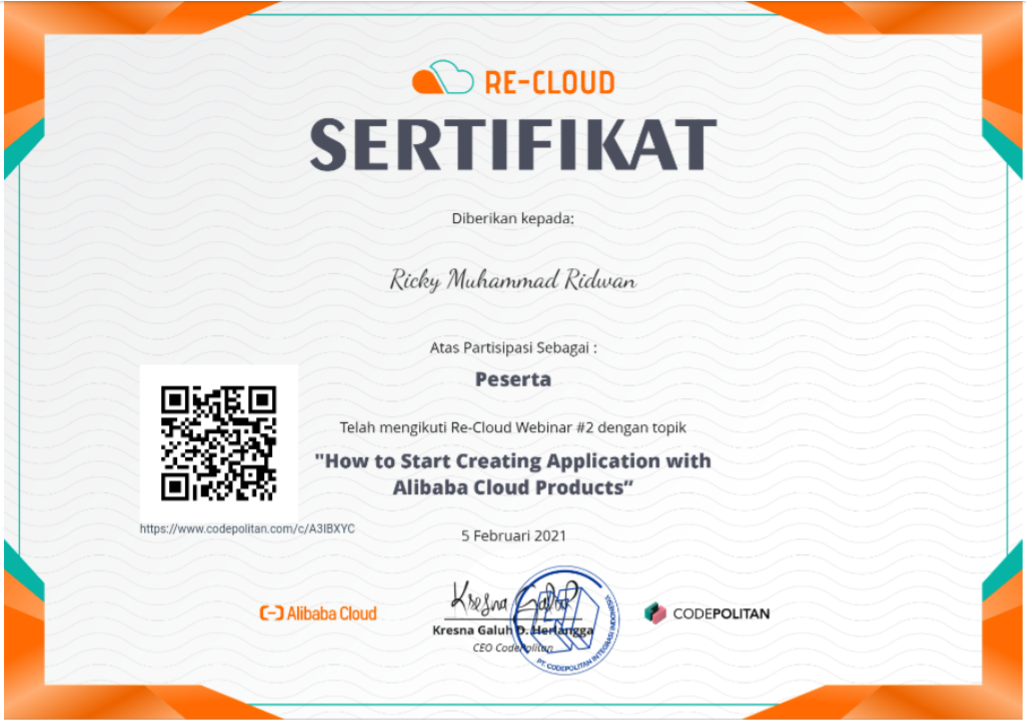 RE-CLOUD
SERTIFIKAT
Diberikan kepada:
Ricky Muhammad Ridwan
Atas Partisipasi Sebagai :
Peserta
Telah mengikuti Re-Cloud Webinar #2 dengan topik
"How to Start Creating Application with
Alibaba Cloud Products”
https://www.codepolitan.com/c/A3IBXYC
5 Februari 2021
Alibaba Cloud
Kresna Galuh
Kresna Galuh D. Herlangga
CEO CodePolitan
PT. CODEPOLITAN INTEGRASI INDONESIA
CODEPOLITAN